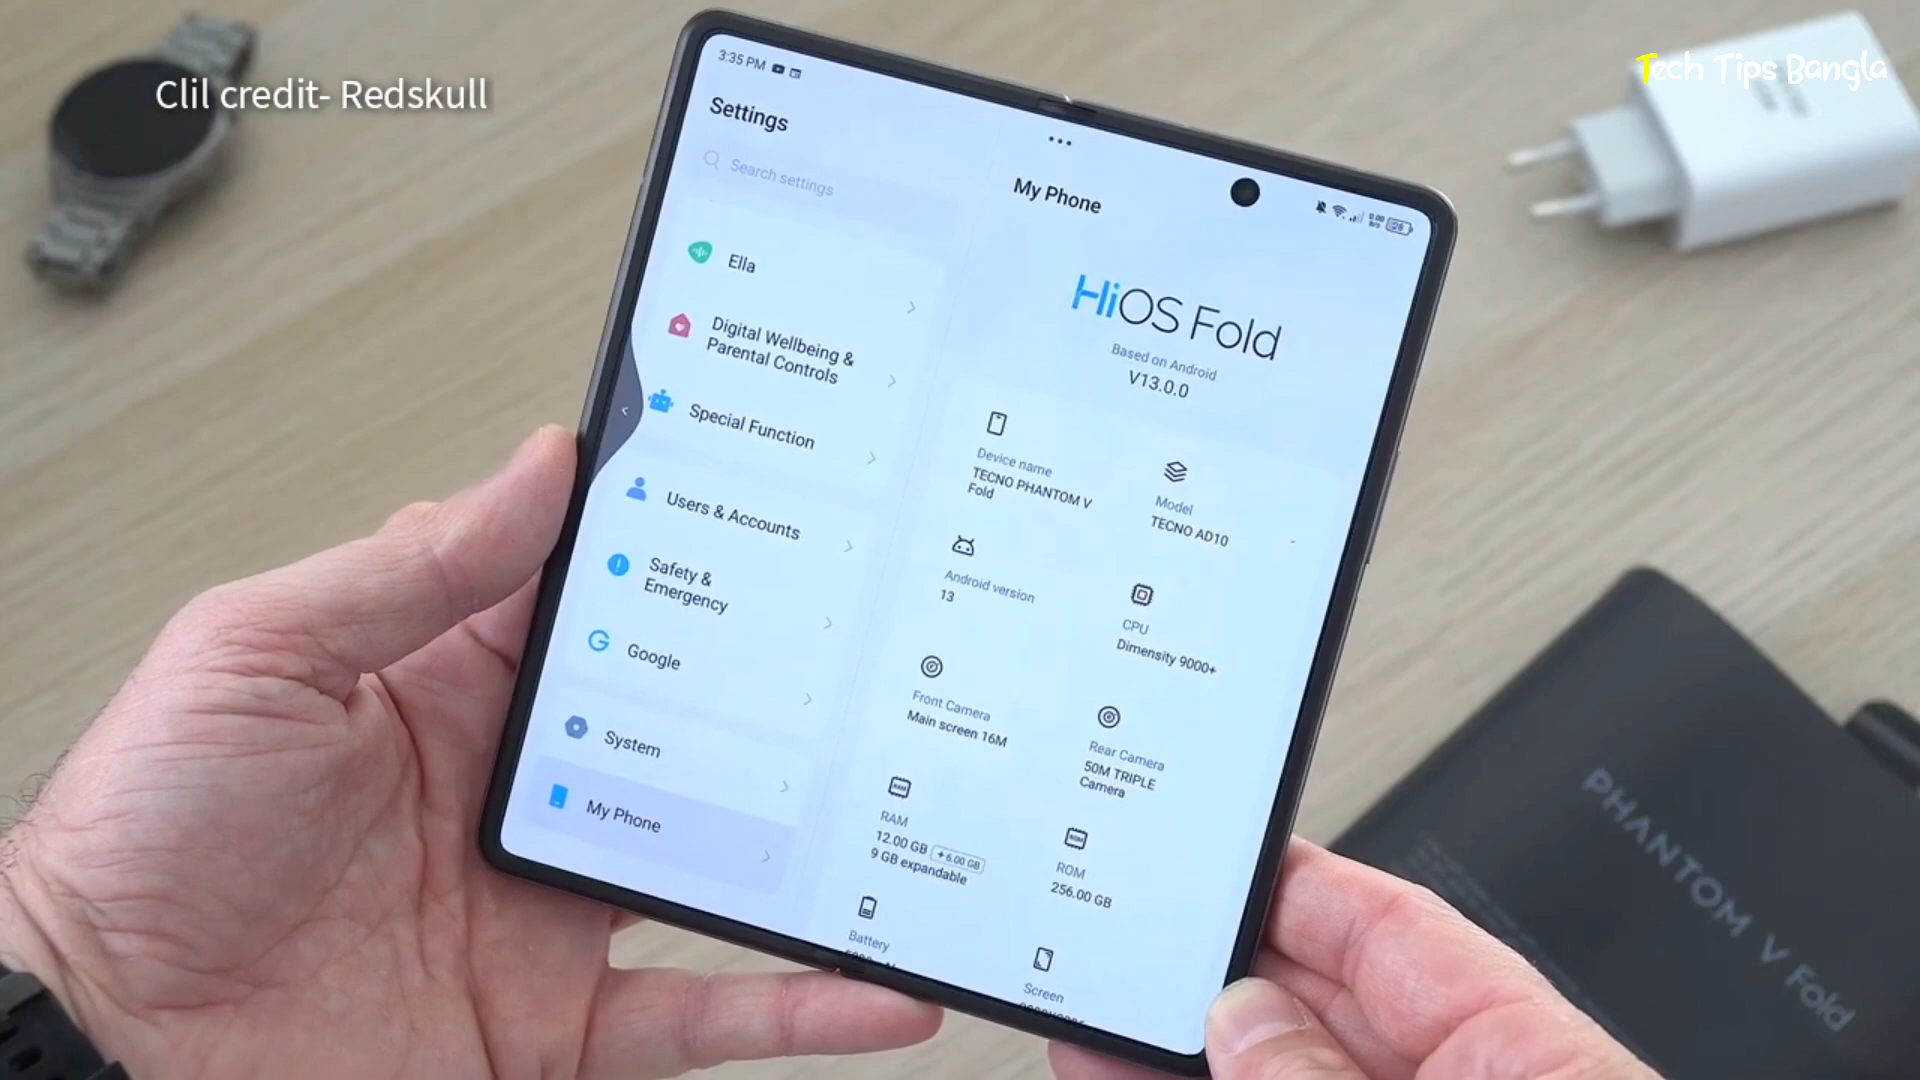 Clil credit- Redskull
Tech Tips Bangla
3:35 PM
Settings
Search settings
Ella
Digital Wellbeing &
Parental Controls
Special Function
Users & Accounts
Safety &
Emergency
Google
System
My Phone
My Phone
HiOS Fold
Based on Android
V13.0.0
Device name
TECNO PHANTOM V
Fold
Model
TECNO AD10
Android version
13
CPU
Dimensity 9000+
Front Camera
Main screen 16M
Rear Camera
50M TRIPLE
Camera
RAM
12.00 GB +6.00 GB
9 GB expandable
ROM
256.00 GB
Battery
Screen
PHANTOM V Fold